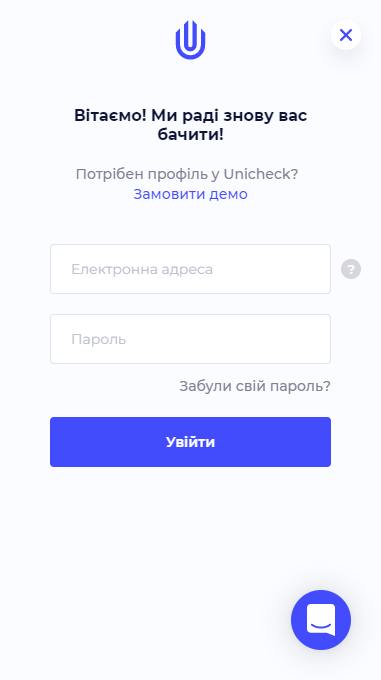 Вітаємо! Ми раді знову вас
бачити!
Потрібен профіль у Unicheck?
Замовити демо
Електронна адреса
?
Пароль
Забули свій пароль?
Увійти